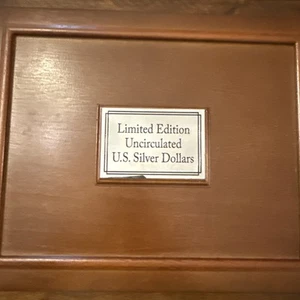 Limited Edition
Uncirculated
U.S. Silver Dollars